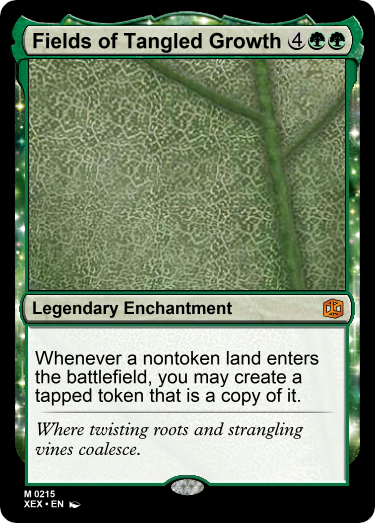 Fields of Tangled Growth 4
Legendary Enchantment
Whenever a nontoken land enters
the battlefield, you may create a
tapped token that is a copy of it.
Where twisting roots and strangling
vines coalesce.
M 0215
XEX • EN